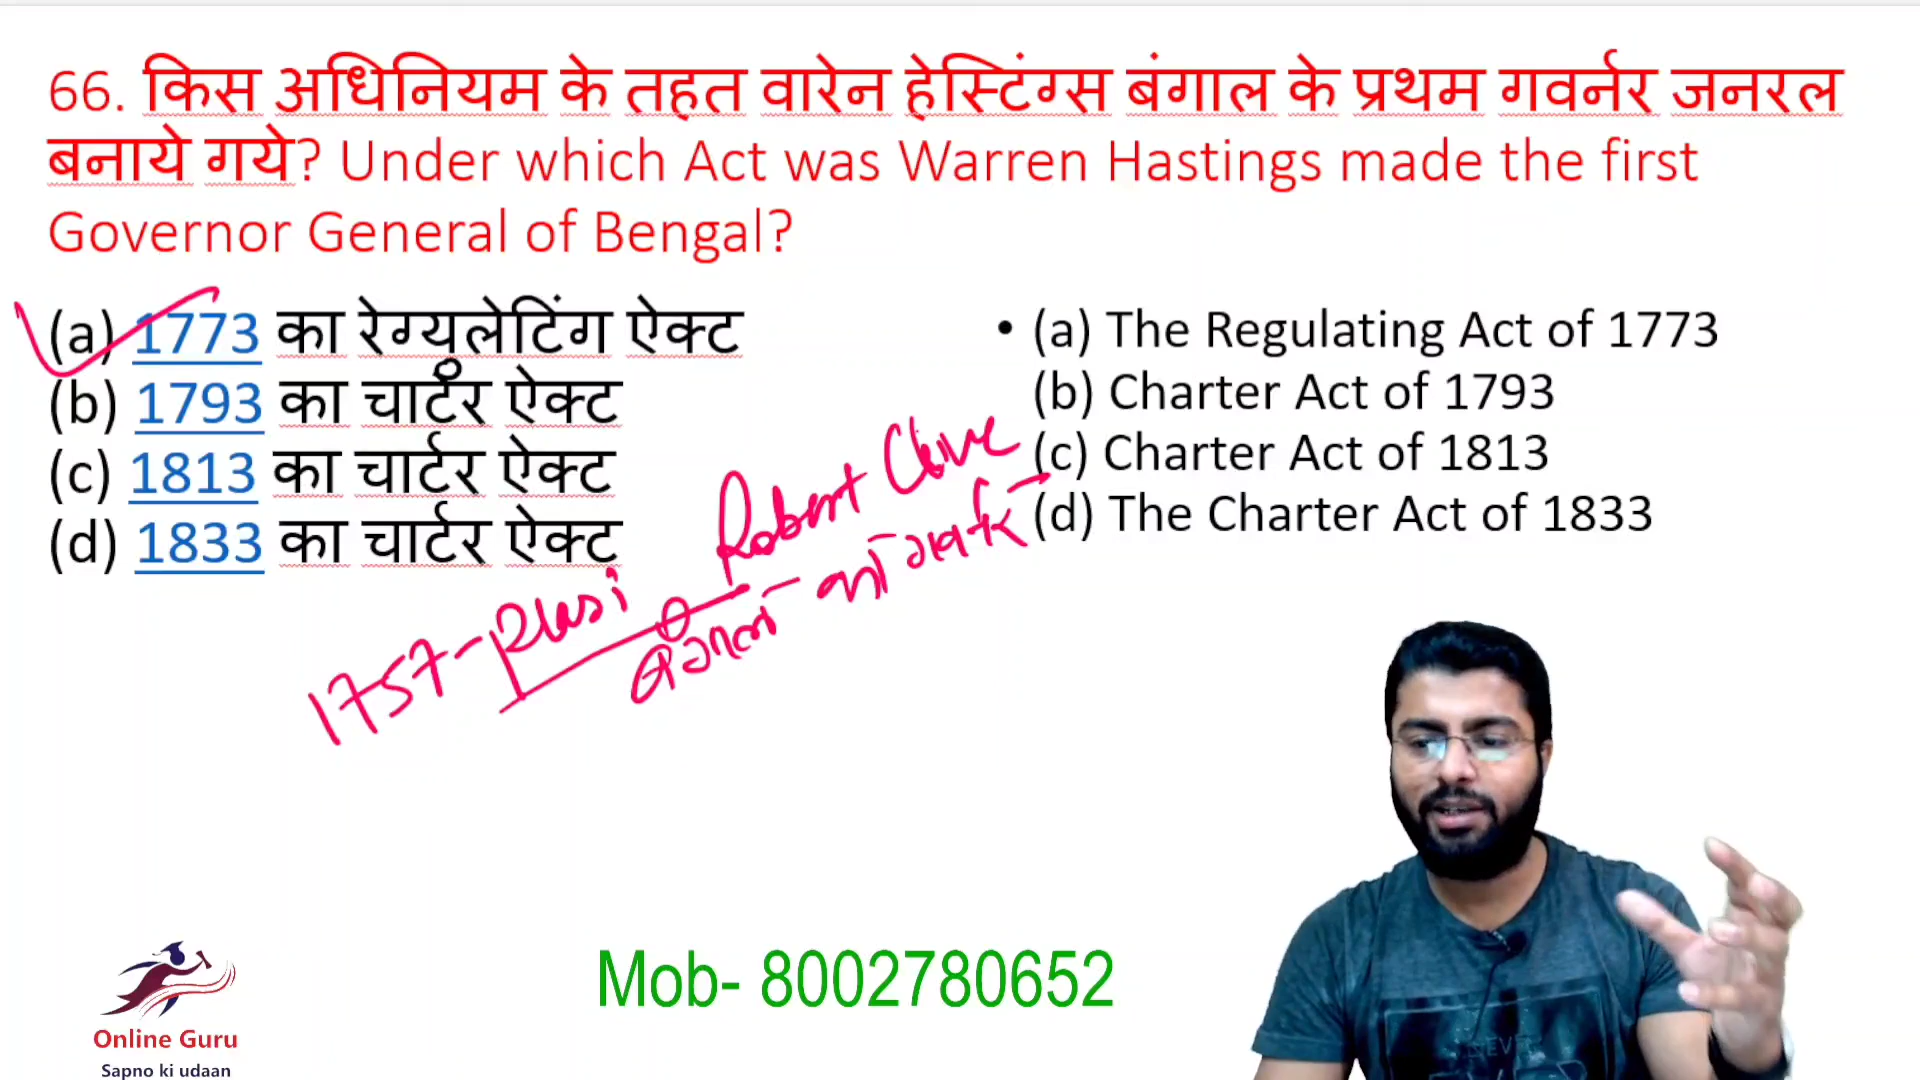 66. किस अधिनियम के तहत वारेन हेस्टिंग्स बंगाल के प्रथम गवर्नर जनरल
बनाये गये? Under which Act was Warren Hastings made the first
Governor General of Bengal?
(a) 1773 का रेग्युलेटिंग ऐक्ट
(b) 1793 का चार्टर ऐक्ट
(c) 1813 का चार्टर ऐक्ट
(d) 1833 का चार्टर ऐक्ट
• (a) The Regulating Act of 1773
(b) Charter Act of 1793
(c) Charter Act of 1813
(d) The Charter Act of 1833
1757-Plasi
Robert Clive
Mob- 8002780652
Online Guru
Sapno ki udaan